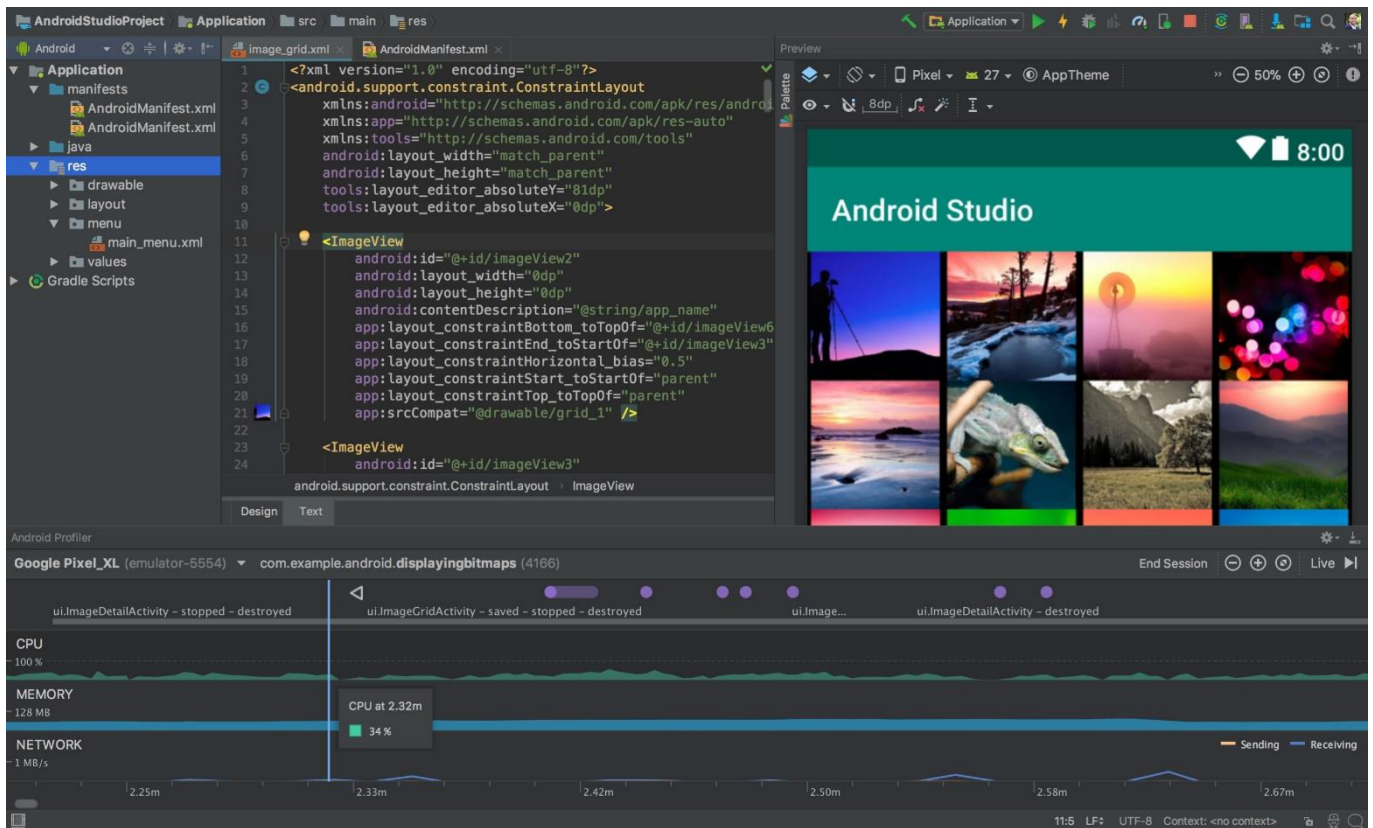 AndroidStudioProject Application src main res Application
Android
image_grid.xml AndroidManifest.xml
Preview
Application
manifests
AndroidManifest.xml
AndroidManifest.xml
java
res
drawable
layout
menu
main_menu.xml
values
Gradle Scripts
1 <?xml version="1.0" encoding="utf-8"?>
2 <android.support.constraint.ConstraintLayout
3 xmlns:android="http://schemas.android.com/apk/res/androi
4 xmlns:app="http://schemas.android.com/apk/res-auto"
5 xmlns:tools="http://schemas.android.com/tools"
6 android:layout_width="match_parent"
7 android:layout_height="match_parent"
8 tools:layout_editor_absoluteY="81dp"
9 tools:layout_editor_absoluteX="0dp">
10
11 <ImageView
12 android:id="@+id/imageView2"
13 android:layout_width="0dp"
14 android:layout_height="0dp"
15 android:contentDescription="@string/app_name"
16 app:layout_constraintBottom_toTopOf="@+id/imageView6
17 app:layout_constraintEnd_toStartOf="@+id/imageView3"
18 app:layout_constraintHorizontal_bias="0.5"
19 app:layout_constraintStart_toStartOf="parent"
20 app:layout_constraintTop_toTopOf="parent"
21 app:srcCompat="@drawable/grid_1" />
22
23 <ImageView
24 android:id="@+id/imageView3"
android.support.constraint.ConstraintLayout › ImageView
Design Text
Palette
Pixel 27 AppTheme » 50%
8dp
8:00
Android Studio
Android Profiler
Google Pixel_XL (emulator-5554) com.example.android.displayingbitmaps (4166) End Session Live
ui.ImageDetailActivity – stopped – destroyed ui.ImageGridActivity – saved – stopped – destroyed ui.Image... ui.ImageDetailActivity – destroyed
CPU
100 %
MEMORY
128 MB
CPU at 2.32m
34 %
NETWORK
Sending Receiving
1 MB/s
2.25m 2.33m 2.42m 2.50m 2.58m 2.67m
11:5 LF UTF-8 Context: <no context>